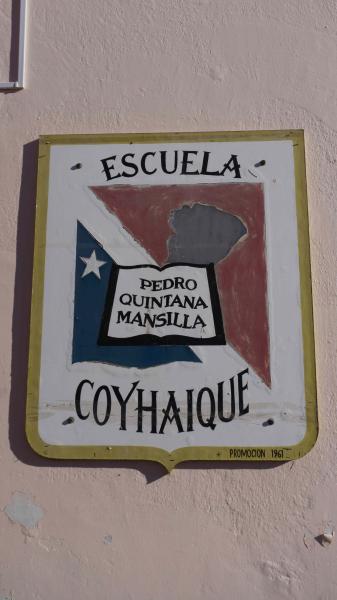 ESCUELA
PEDRO
QUINTANA
MANSILLA
COYHAIQUE
PROMOCION 1961